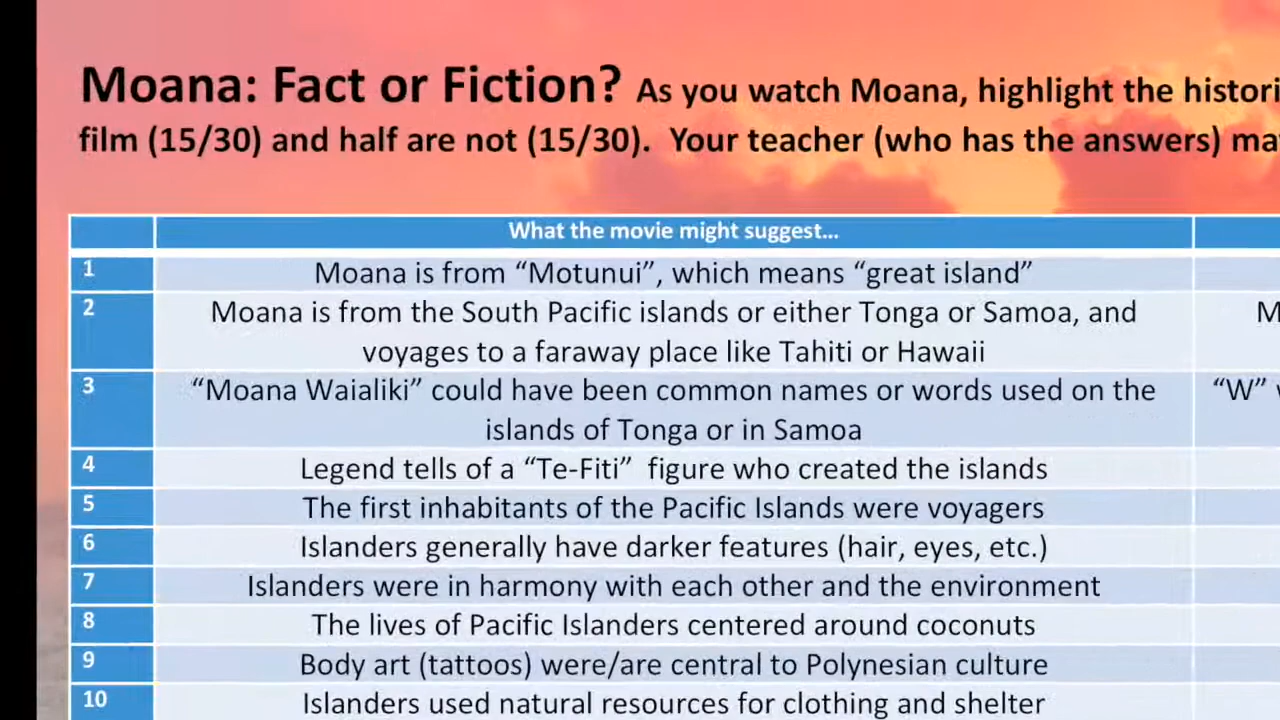 Moana: Fact or Fiction? As you watch Moana, highlight the
film (15/30) and half are not (15/30). Your teacher (who has the answers)
What the movie might suggest...
1 Moana is from “Motunui”, which means “great island”
2 Moana is from the South Pacific islands or either Tonga or Samoa, and
voyages to a faraway place like Tahiti or Hawaii
3 “Moana Waialiki” could have been common names or words used on the “W”
islands of Tonga or in Samoa
4 Legend tells of a “Te-Fiti” figure who created the islands
5 The first inhabitants of the Pacific Islands were voyagers
6 Islanders generally have darker features (hair, eyes, etc.)
7 Islanders were in harmony with each other and the environment
8 The lives of Pacific Islanders centered around coconuts
9 Body art (tattoos) were/are central to Polynesian culture
10 Islanders used natural resources for clothing and shelter